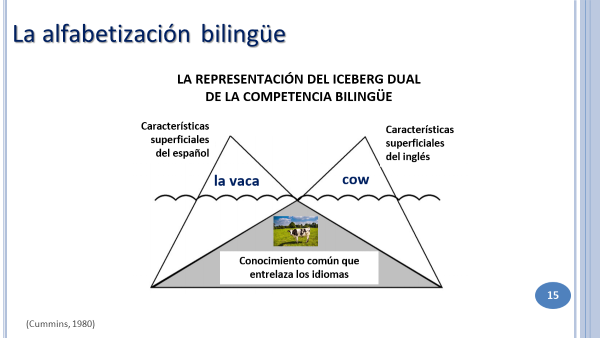 La alfabetización bilingüe
LA REPRESENTACIÓN DEL ICEBERG DUAL
DE LA COMPETENCIA BILINGÜE
Características
superficiales
del español
Características
superficiales
del inglés
la vaca
cow
Conocimiento común que
entrelaza los idiomas
15
(Cummins, 1980)